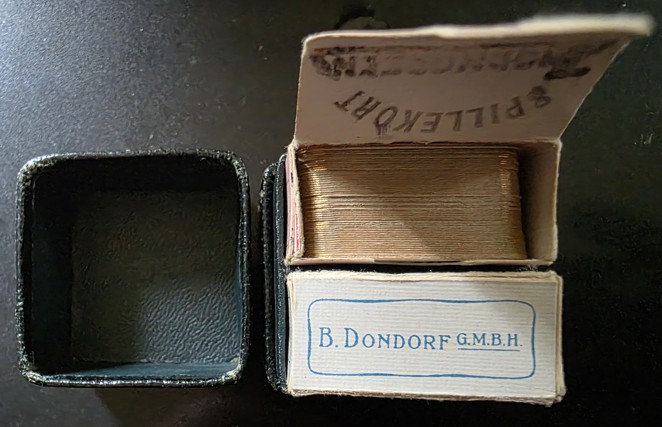 SPILLEKORT
B. DONDORF G.M.B.H.